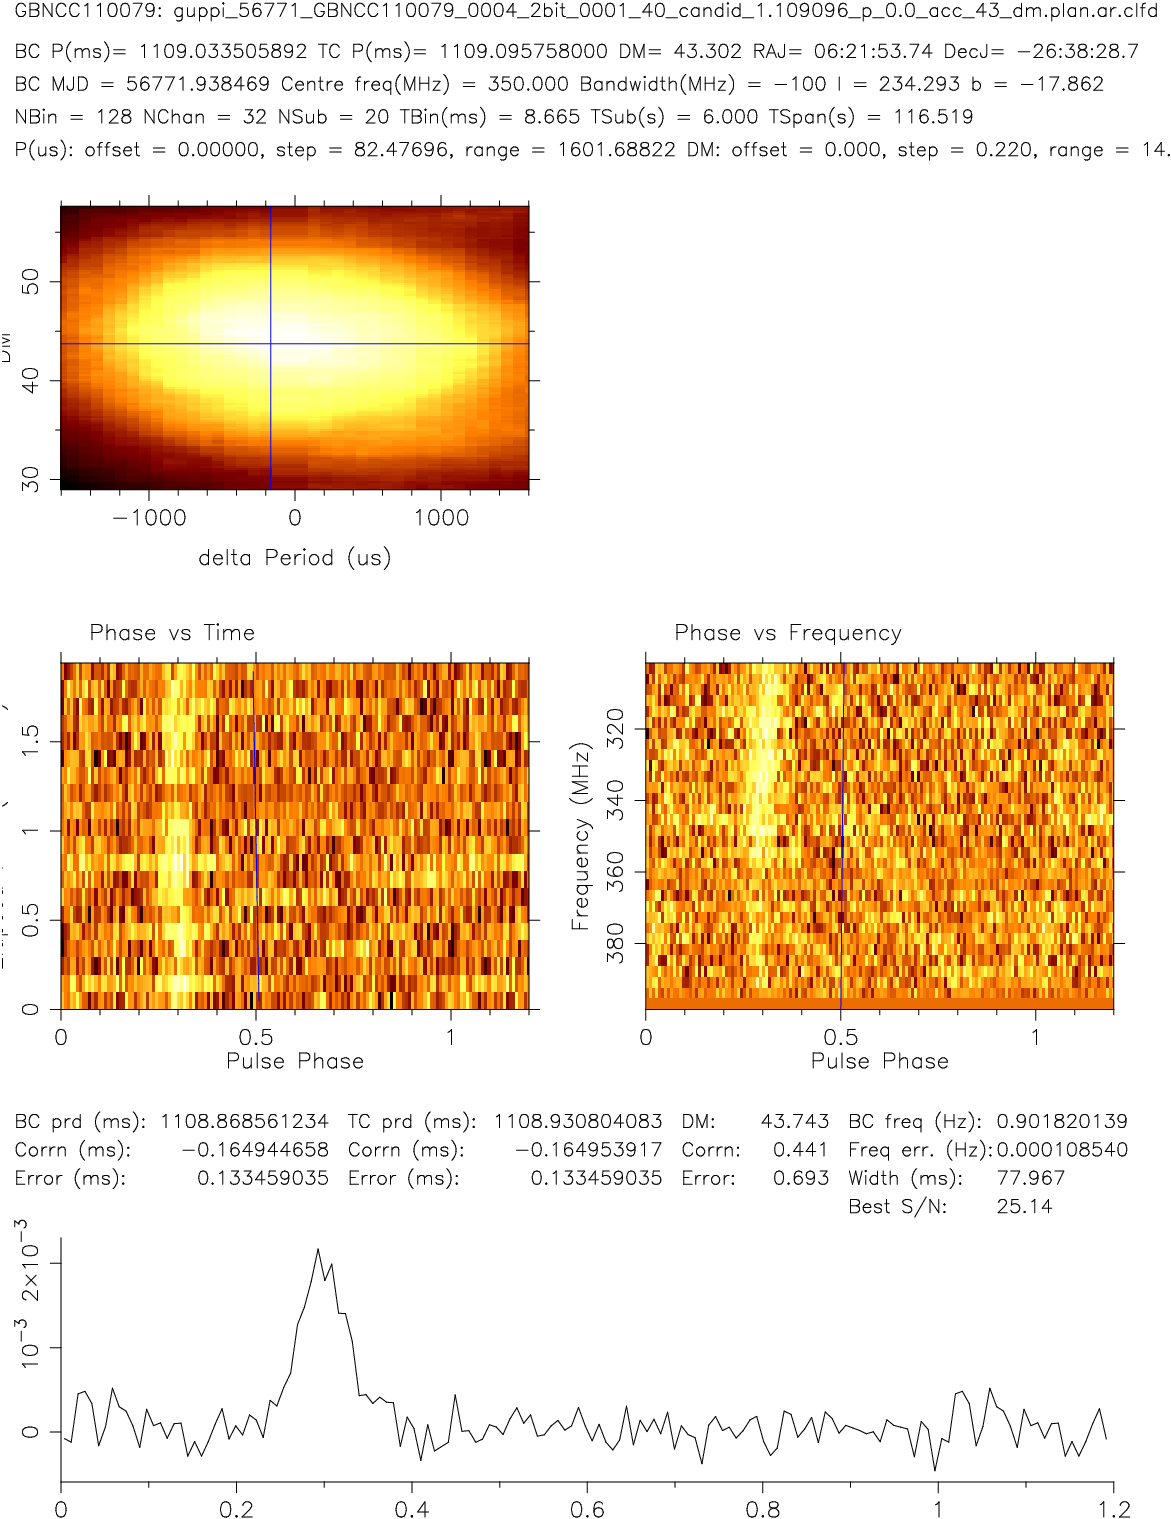 GBNCC110079: guppi_56771_GBNCC110079_0004_2bit_0001_40_candid_1.109096_p_0.0_acc_43_dm.plan.ar.clfd
BC P(ms)= 1109.033505892 TC P(ms)= 1109.095758000 DM= 43.302 RAJ= 06:21:53.74 DecJ= −26:38:28.7
BC MJD = 56771.938469 Centre freq(MHz) = 350.000 Bandwidth(MHz) = −100 l = 234.293 b = −17.862
NBin = 128 NChan = 32 NSub = 20 TBin(ms) = 8.665 TSub(s) = 6.000 TSpan(s) = 116.519
P(us): offset = 0.00000, step = 82.47696, range = 1601.68822 DM: offset = 0.000, step = 0.220, range = 14.
DM
50
40
30
−1000 0 1000
delta Period (us)
Phase vs Time
1.5
1
0.5
0
0 0.5 1
Pulse Phase
Phase vs Frequency
Frequency (MHz)
320
340
360
380
0 0.5 1
Pulse Phase
BC prd (ms): 1108.868561234 TC prd (ms): 1108.930804083 DM: 43.743 BC freq (Hz): 0.901820139
Corrn (ms): −0.164944658 Corrn (ms): −0.164953917 Corrn: 0.441 Freq err. (Hz): 0.000108540
Error (ms): 0.133459035 Error (ms): 0.133459035 Error: 0.693 Width (ms): 77.967
Best S/N: 25.14
2×10−3
10−3
0
0 0.2 0.4 0.6 0.8 1 1.2